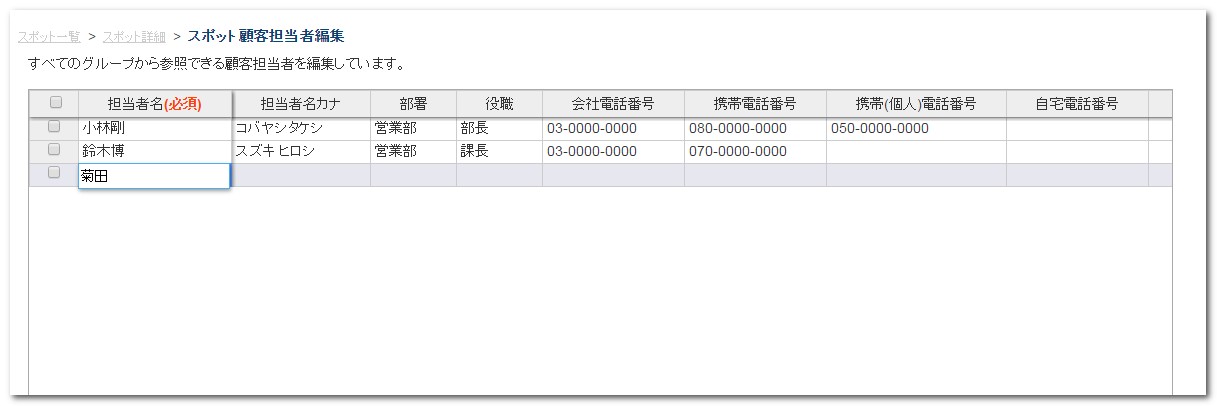 スポット一覧 > スポット詳細 > スポット顧客担当者編集
すべてのグループから参照できる顧客担当者を編集しています。
担当者名(必須) 担当者名カナ 部署 役職 会社電話番号 携帯電話番号 携帯(個人)電話番号 自宅電話番号
小林剛 コバヤシタケシ 営業部 部長 03-0000-0000 080-0000-0000 050-0000-0000
鈴木博 スズキヒロシ 営業部 課長 03-0000-0000 070-0000-0000
菊田